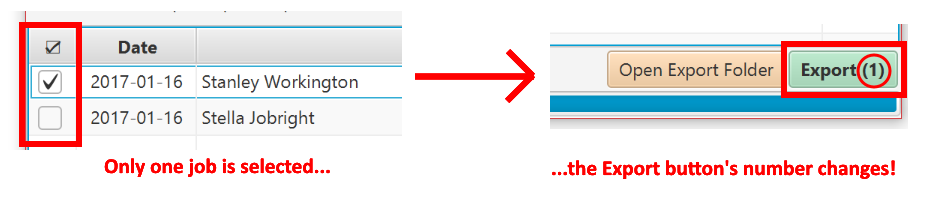 Date
2017-01-16 Stanley Workington
2017-01-16 Stella Jobright
Open Export Folder Export (1)
Only one job is selected...
...the Export button's number changes!